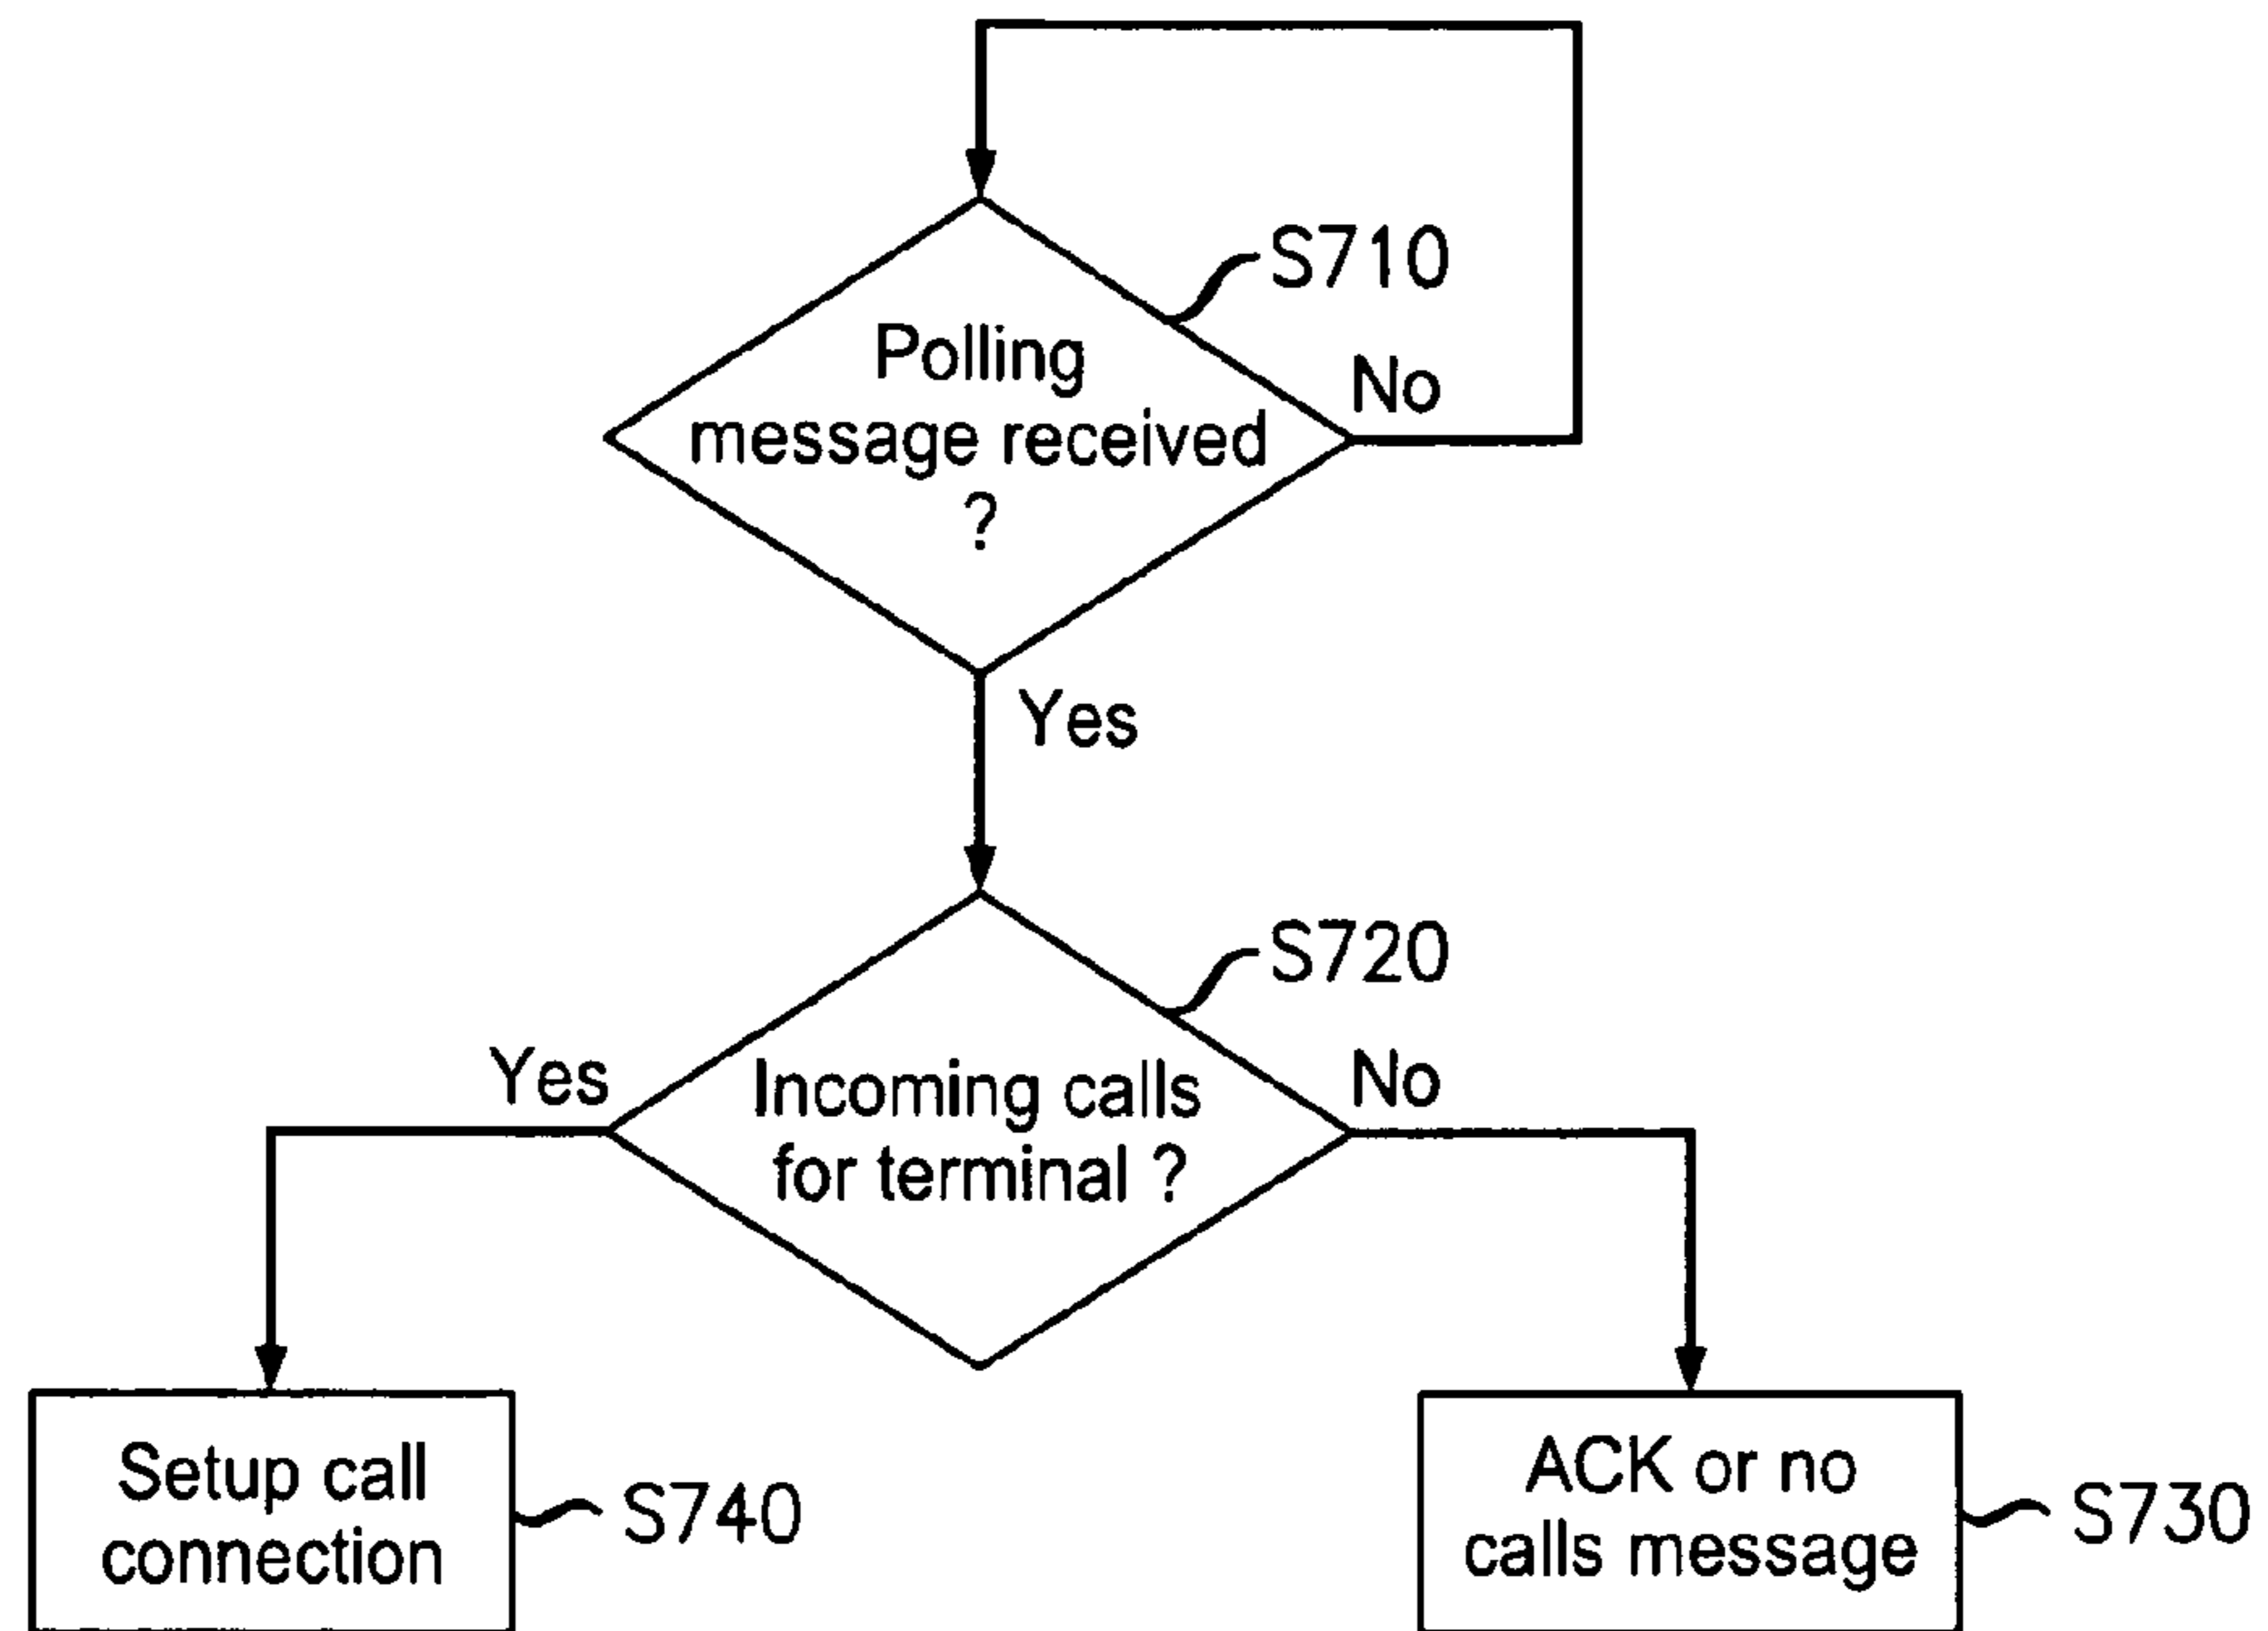 S710
Polling
message received
?
No
Yes
S720
Yes
Incoming calls
for terminal ?
No
Setup call
connection
S740
ACK or no
calls message
S730